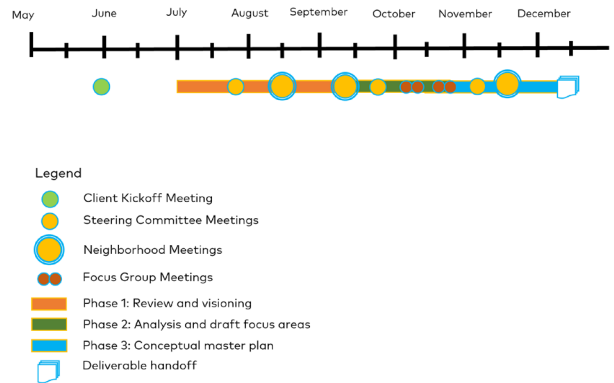 May June July August September October November December
Legend
Client Kickoff Meeting
Steering Committee Meetings
Neighborhood Meetings
Focus Group Meetings
Phase 1: Review and visioning
Phase 2: Analysis and draft focus areas
Phase 3: Conceptual master plan
Deliverable handoff